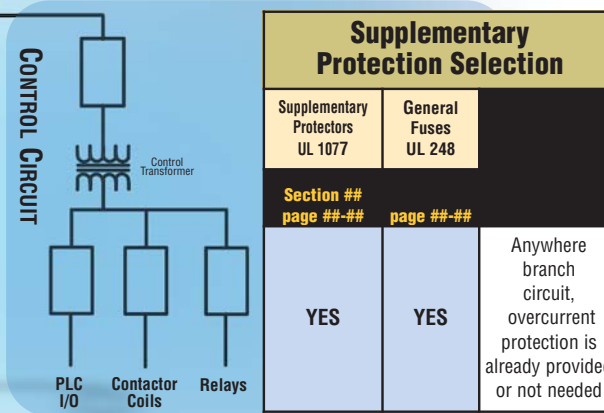 CONTROL CIRCUIT
Control
Transformer
PLC
I/O
Contactor
Coils
Relays
Supplementary
Protection Selection
Supplementary
Protectors
UL 1077
General
Fuses
UL 248
Section ##
page ##-##
page ##-##
YES
YES
Anywhere
branch
circuit,
overcurrent
protection is
already provided
or not needed